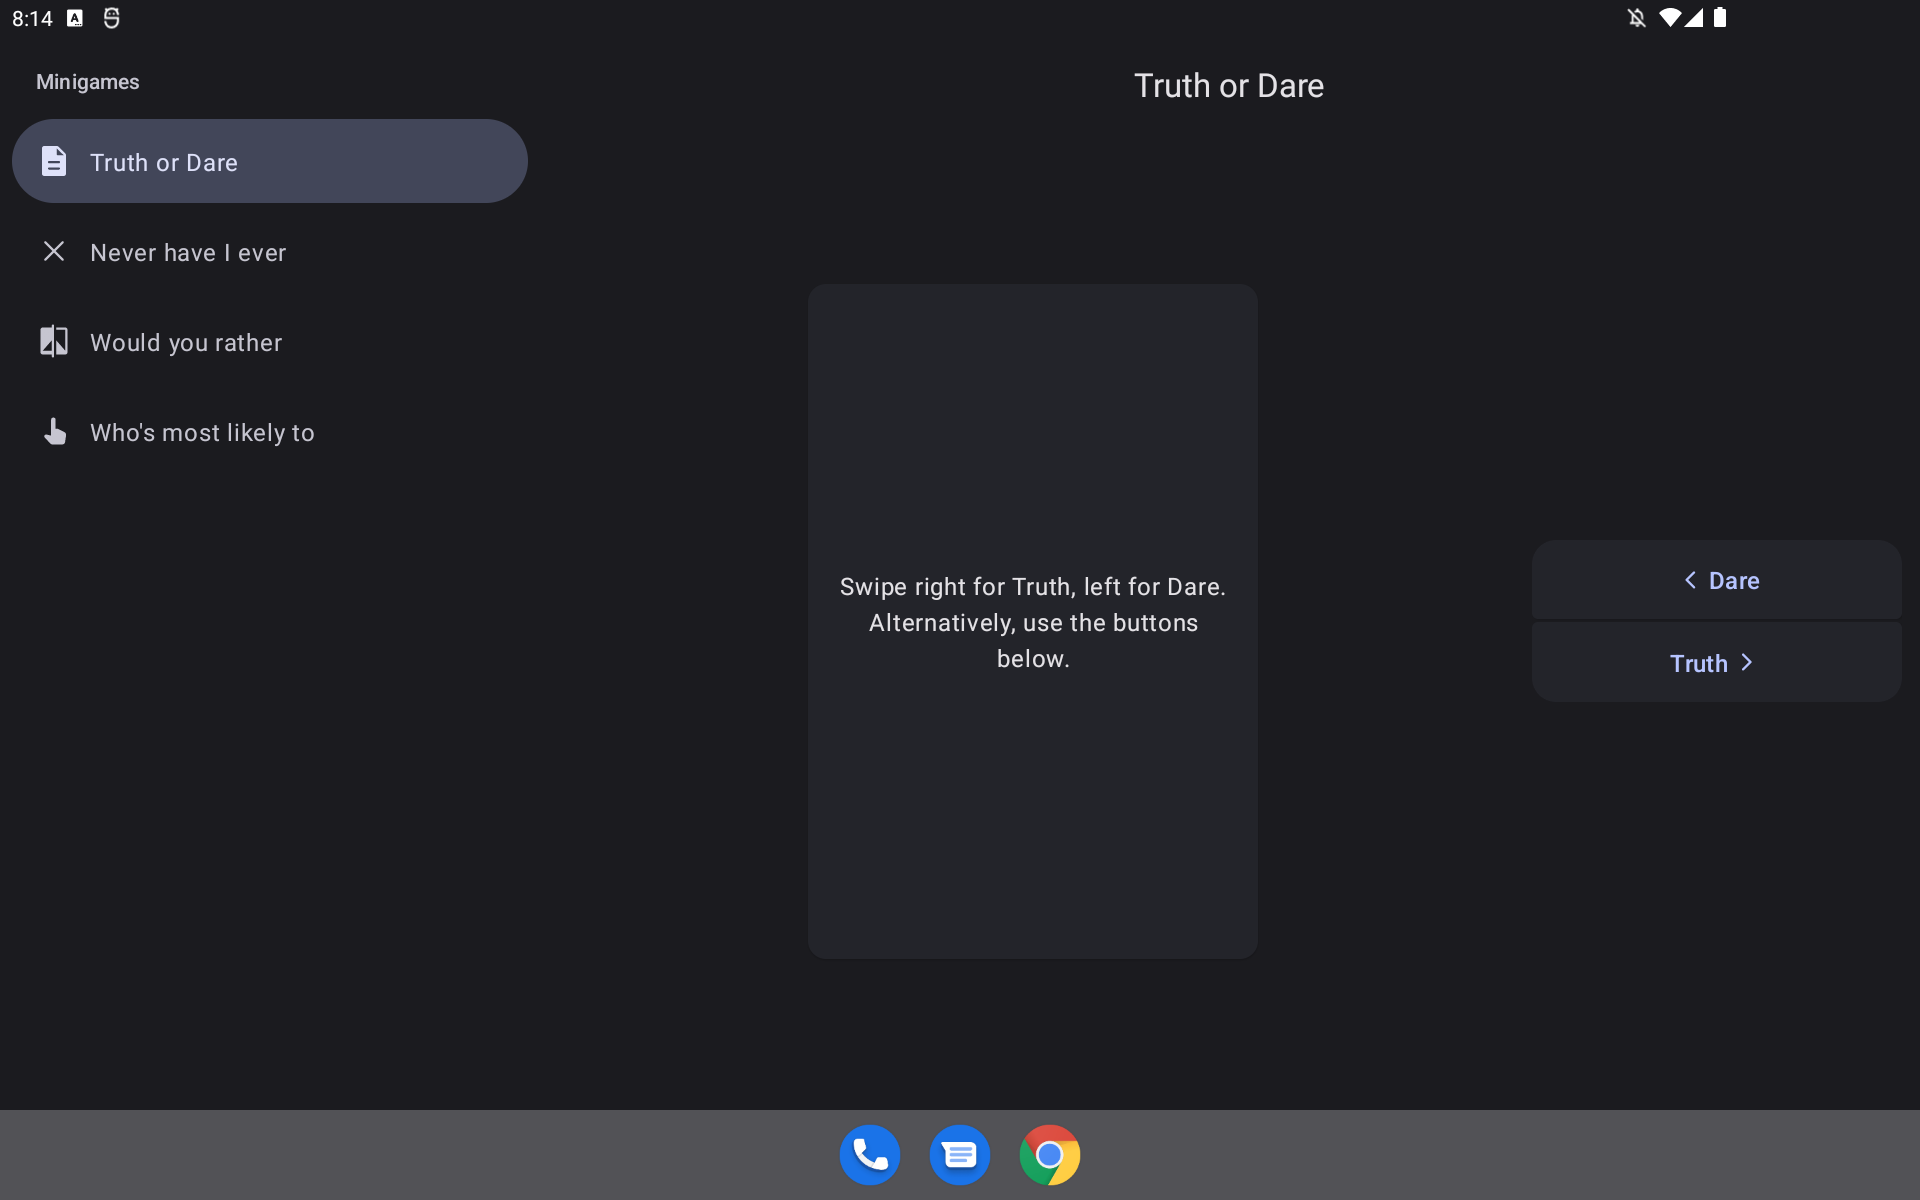 8:14
Minigames
Truth or Dare
Never have I ever
Would you rather
Who's most likely to
Truth or Dare
Swipe right for Truth, left for Dare.
Alternatively, use the buttons
below.
Dare
Truth